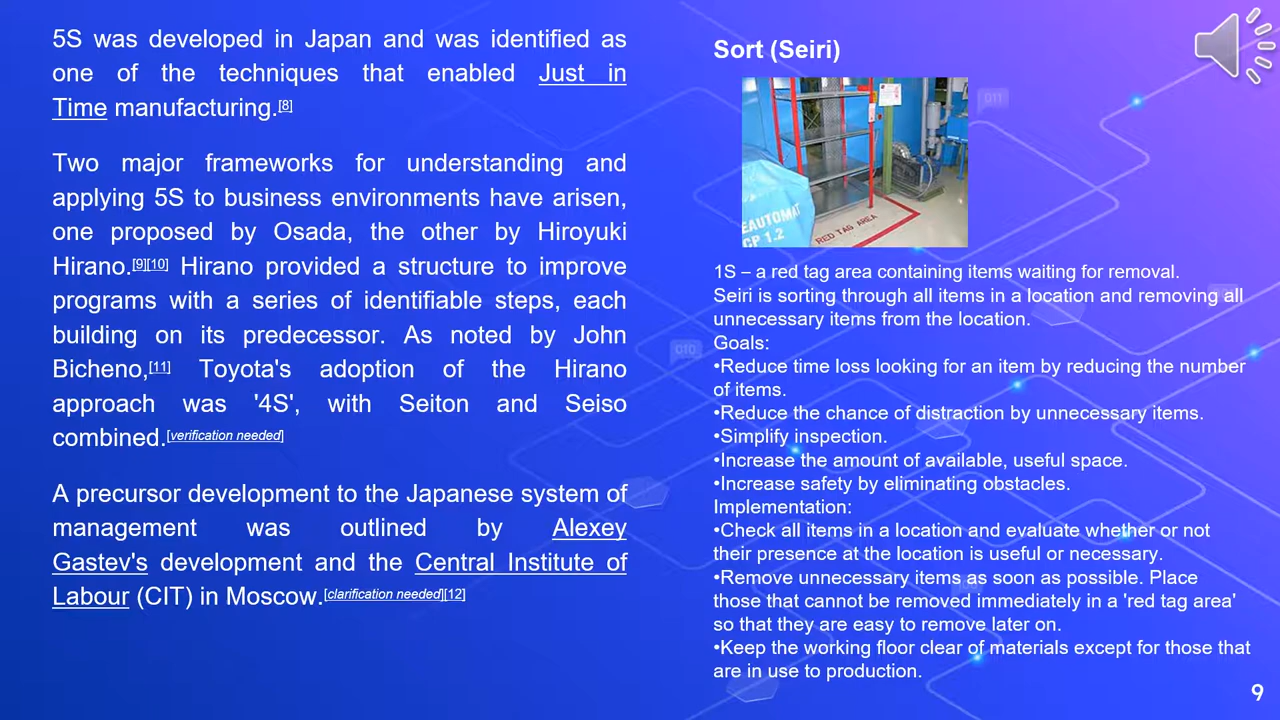 5S was developed in Japan and was identified as
one of the techniques that enabled Just in
Time manufacturing.[8]
Two major frameworks for understanding and
applying 5S to business environments have arisen,
one proposed by Osada, the other by Hiroyuki
Hirano.[9][10] Hirano provided a structure to improve
programs with a series of identifiable steps, each
building on its predecessor. As noted by John
Bicheno,[11] Toyota's adoption of the Hirano
approach was '4S', with Seiton and Seiso
combined.[verification needed]
A precursor development to the Japanese system of
management was outlined by Alexey
Gastev's development and the Central Institute of
Labour (CIT) in Moscow.[clarification needed][12]
Sort (Seiri)
EAUTOMAT
CP 1.2
RED TAG AREA
011
010
1S – a red tag area containing items waiting for removal.
Seiri is sorting through all items in a location and removing all
unnecessary items from the location.
Goals:
•Reduce time loss looking for an item by reducing the number
of items.
•Reduce the chance of distraction by unnecessary items.
•Simplify inspection.
•Increase the amount of available, useful space.
•Increase safety by eliminating obstacles.
Implementation:
•Check all items in a location and evaluate whether or not
their presence at the location is useful or necessary.
•Remove unnecessary items as soon as possible. Place
those that cannot be removed immediately in a 'red tag area'
so that they are easy to remove later on.
•Keep the working floor clear of materials except for those that
are in use to production.
9